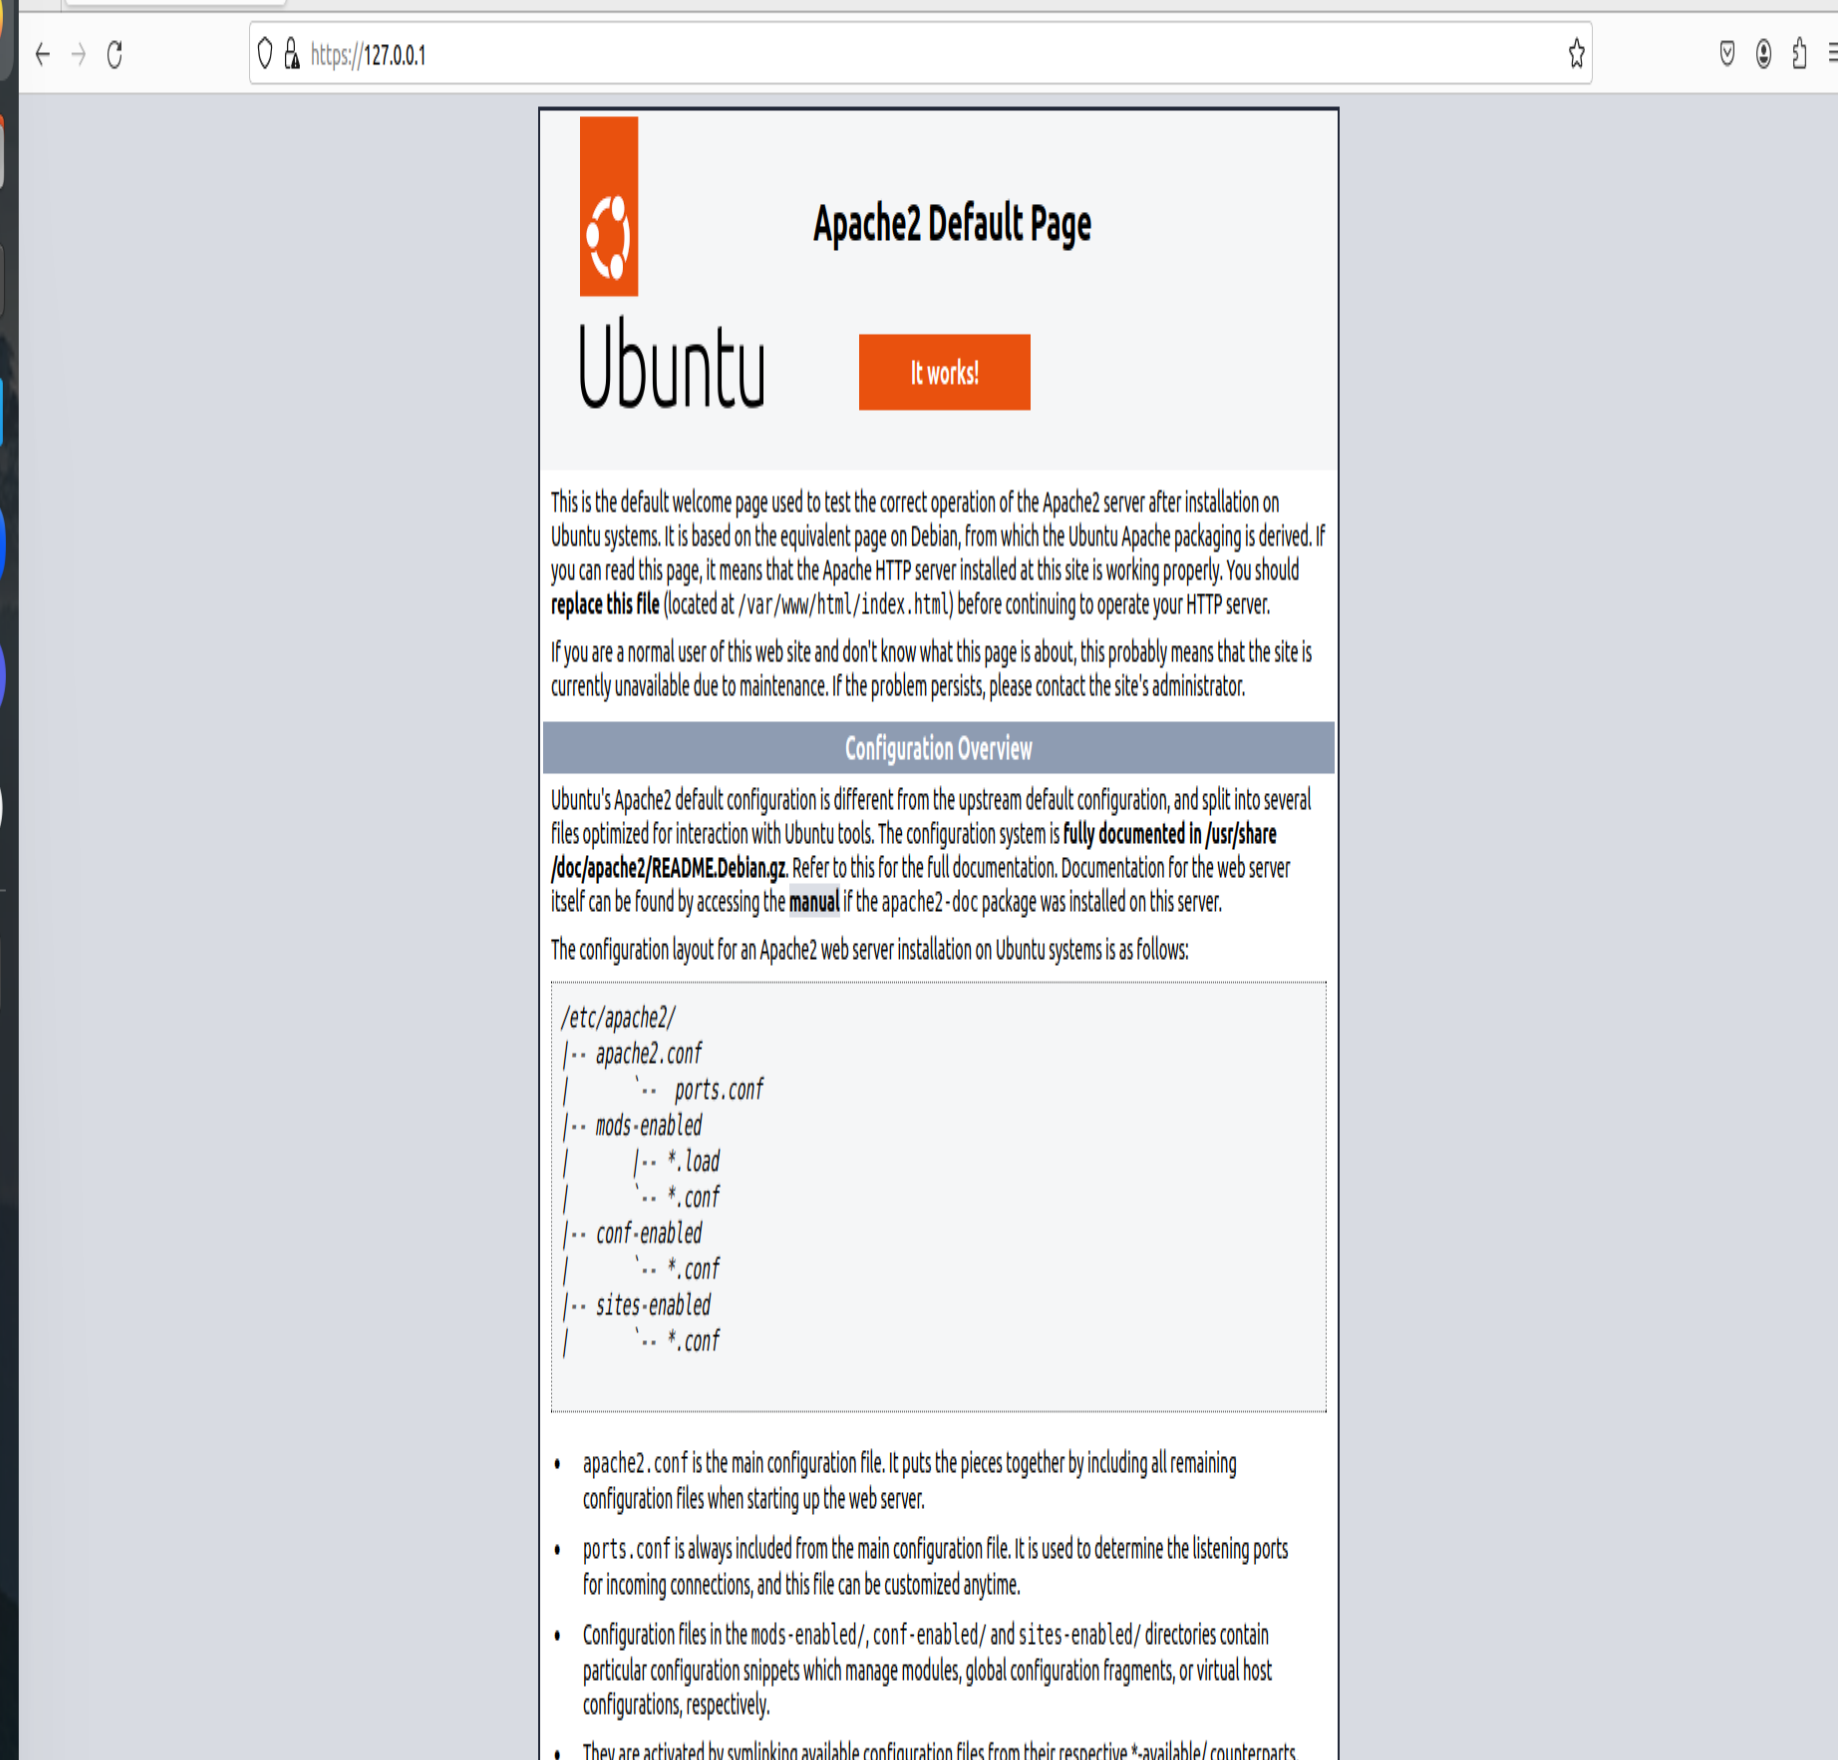 https://127.0.0.1
Apache2 Default Page
Ubuntu
It works!
This is the default welcome page used to test the correct operation of the Apache2 server after installation on
Ubuntu systems. It is based on the equivalent page on Debian, from which the Ubuntu Apache packaging is derived. If
you can read this page, it means that the Apache HTTP server installed at this site is working properly. You should
replace this file (located at /var/www/html/index.html) before continuing to operate your HTTP server.
If you are a normal user of this web site and don't know what this page is about, this probably means that the site is
currently unavailable due to maintenance. If the problem persists, please contact the site's administrator.
Configuration Overview
Ubuntu's Apache2 default configuration is different from the upstream default configuration, and split into several
files optimized for interaction with Ubuntu tools. The configuration system is fully documented in /usr/share
/doc/apache2/README.Debian.gz. Refer to this for the full documentation. Documentation for the web server
itself can be found by accessing the manual if the apache2-doc package was installed on this server.
The configuration layout for an Apache2 web server installation on Ubuntu systems is as follows:
/etc/apache2/
|-- apache2.conf
|       `--  ports.conf
|-- mods-enabled
|       |-- *.load
|       `-- *.conf
|-- conf-enabled
|       `-- *.conf
|-- sites-enabled
|       `-- *.conf
• apache2.conf is the main configuration file. It puts the pieces together by including all remaining
configuration files when starting up the web server.
• ports.conf is always included from the main configuration file. It is used to determine the listening ports
for incoming connections, and this file can be customized anytime.
• Configuration files in the mods-enabled/, conf-enabled/ and sites-enabled/ directories contain
particular configuration snippets which manage modules, global configuration fragments, or virtual host
configurations, respectively.
• They are activated by symlinking available configuration files from their respective *-available/ counterparts.